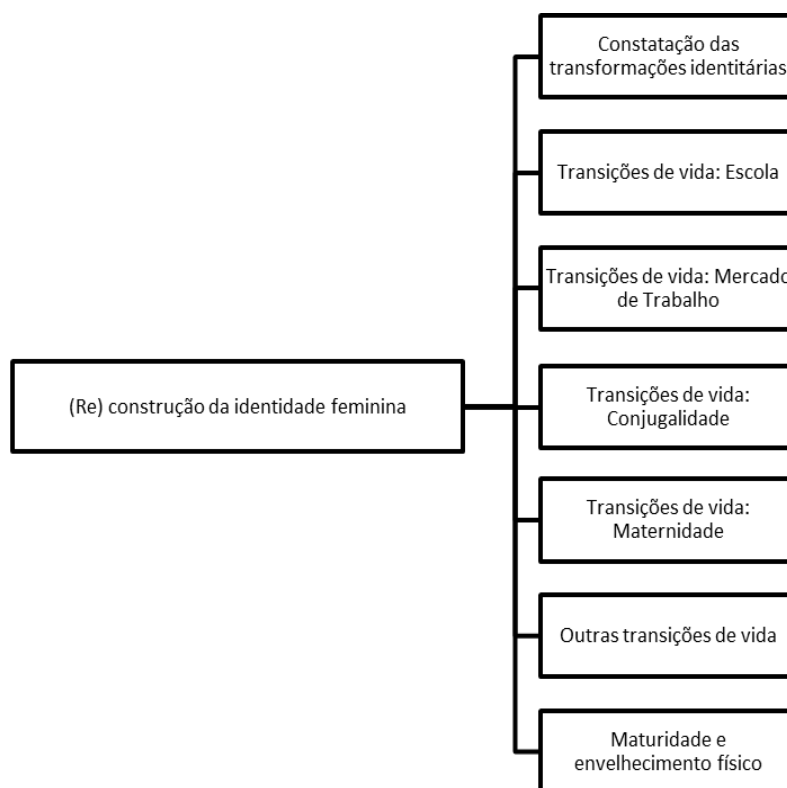 Constatação das
transformações identitárias
Transições de vida: Escola
Transições de vida: Mercado
de Trabalho
(Re) construção da identidade feminina
Transições de vida:
Conjugalidade
Transições de vida:
Maternidade
Outras transições de vida
Maturidade e
envelhecimento físico